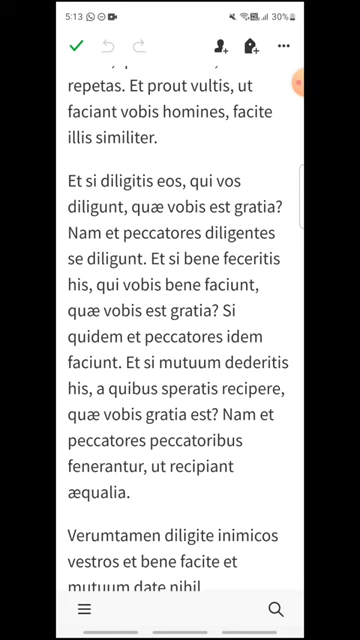 5:13
30%
repetas. Et prout vultis, ut
faciant vobis homines, facite
illis similiter.
Et si diligitis eos, qui vos
diligunt, quæ vobis est gratia?
Nam et peccatores diligentes
se diligunt. Et si bene feceritis
his, qui vobis bene faciunt,
quæ vobis est gratia? Si
quidem et peccatores idem
faciunt. Et si mutuum dederitis
his, a quibus speratis recipere,
quæ vobis gratia est? Nam et
peccatores peccatoribus
fenerantur, ut recipiant
æqualia.
Verumtamen diligite inimicos
vestros et bene facite et
mutuum date nihil